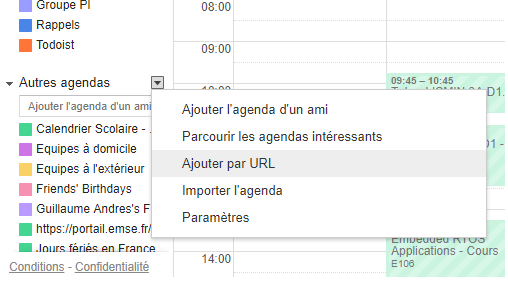 Groupe PI
08:00
Rappels
Todoist
09:00
Autres agendas
09:45 – 10:45
Ajouter l'agenda d'un ami
Ajouter l'agenda d'un ami
Calendrier Scolaire -
Parcourir les agendas intéressants
Equipes à domicile
Ajouter par URL
Equipes à l'extérieur
Importer l'agenda
Friends' Birthdays
Paramètres
Guillaume Andres's F
https://portail.emse.fr/
Jours fériés en France
Embedded RTOS
Applications - Cours
E106
14:00
Conditions - Confidentialité